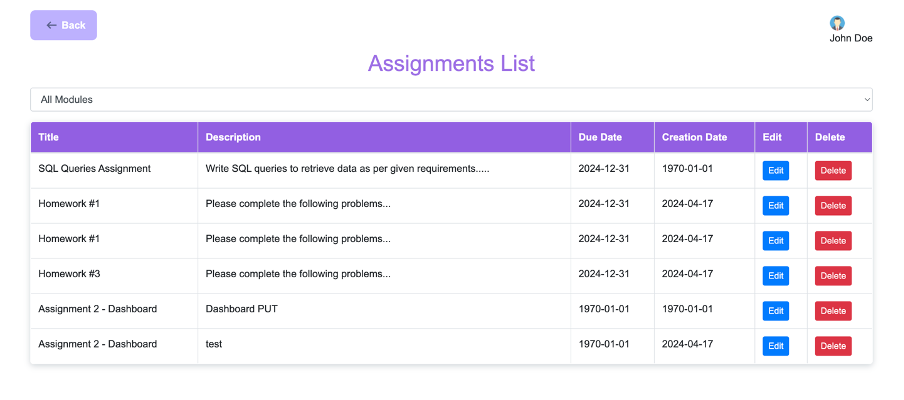 ← Back
John Doe
Assignments List
All Modules
Title Description Due Date Creation Date Edit Delete
SQL Queries Assignment Write SQL queries to retrieve data as per given requirements..... 2024-12-31 1970-01-01 Edit Delete
Homework #1 Please complete the following problems... 2024-12-31 2024-04-17 Edit Delete
Homework #1 Please complete the following problems... 2024-12-31 2024-04-17 Edit Delete
Homework #3 Please complete the following problems... 2024-12-31 2024-04-17 Edit Delete
Assignment 2 - Dashboard Dashboard PUT 1970-01-01 1970-01-01 Edit Delete
Assignment 2 - Dashboard test 1970-01-01 2024-04-17 Edit Delete